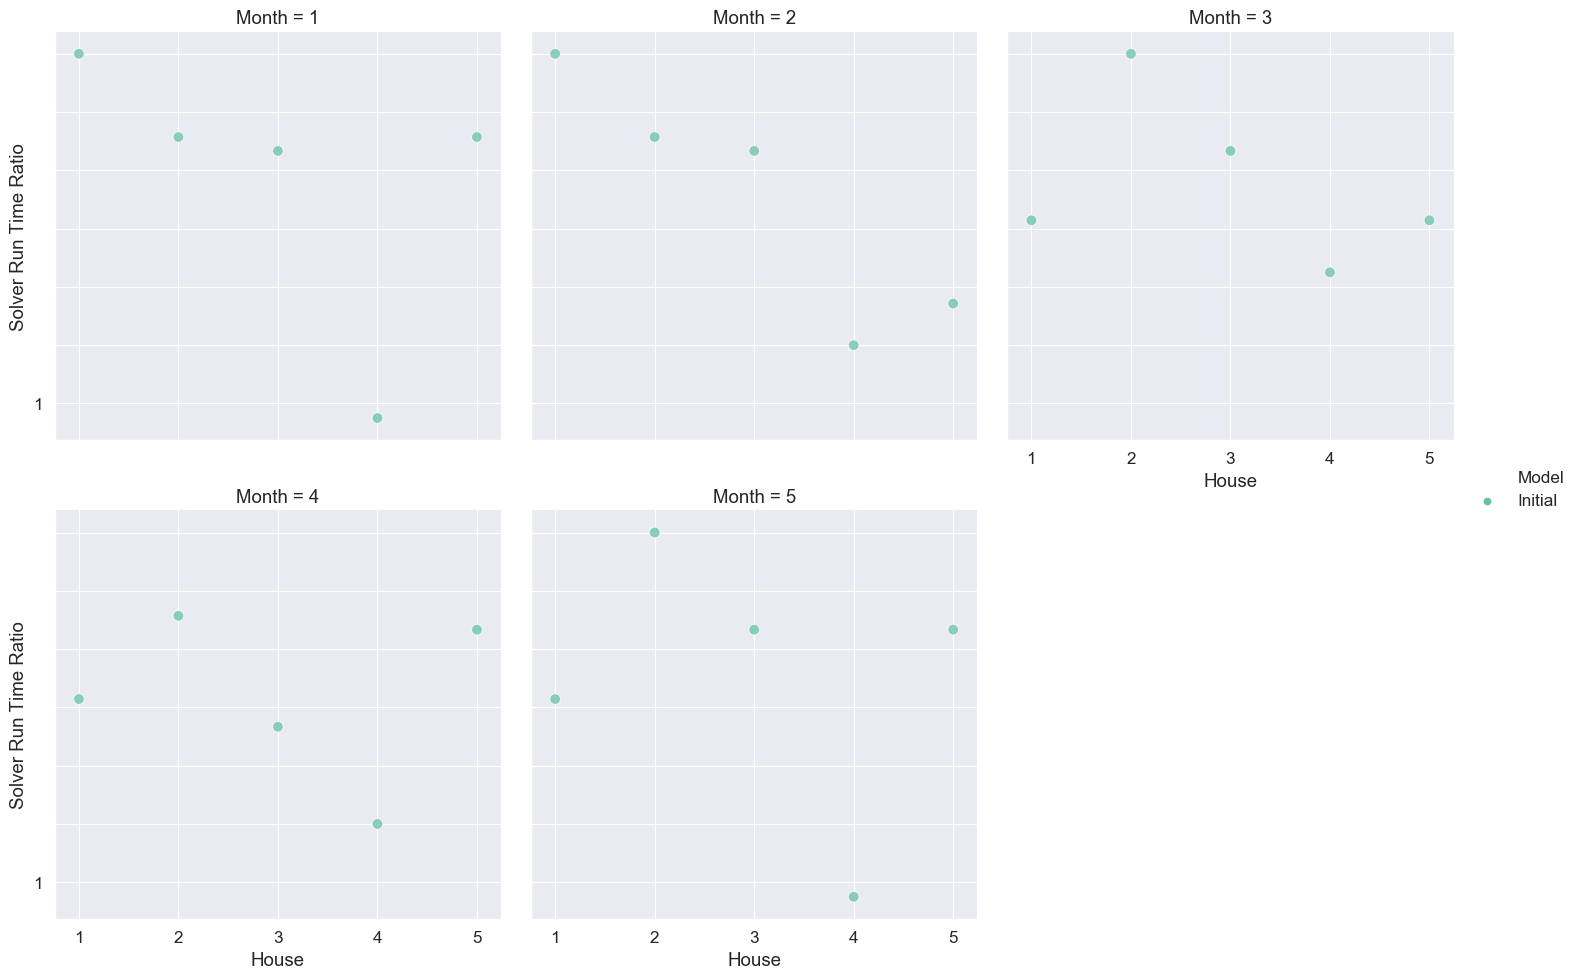 Month = 1
Month = 2
Month = 3
Solver Run Time Ratio
1
1 2 3 4 5
House
Model
Initial
Month = 4
Month = 5
Solver Run Time Ratio
1
1 2 3 4 5
House
1 2 3 4 5
House